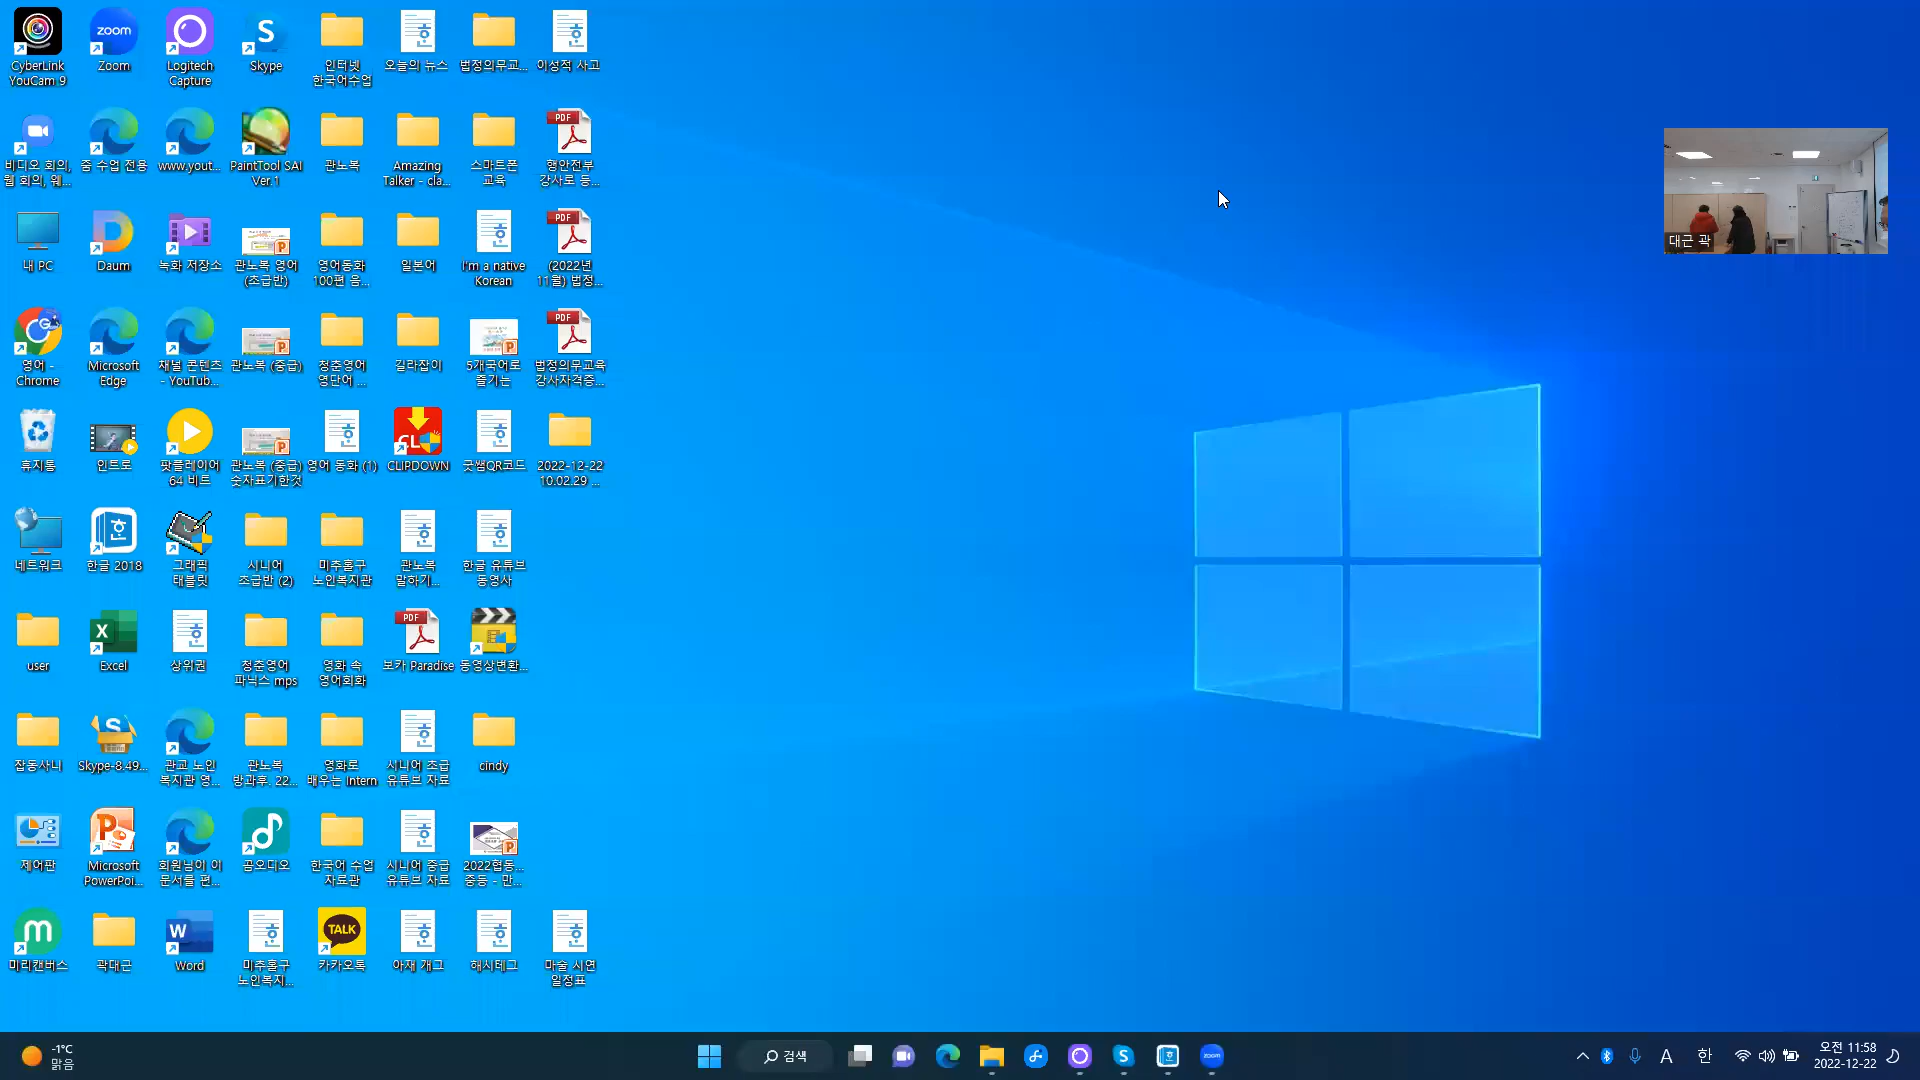 CyberLink
YouCam 9
Zoom
Logitech
Capture
Skype
인터넷
한국어수업
오늘의 뉴스
법정의무교...
이성적 사고
비디오 회의,
웹 회의, 웨...
줌 수업 전용
www.yout...
PaintTool SAI
Ver.1
관노복
Amazing
Talker - cla...
스마트폰
교육
행안전부
강사로 등...
내 PC
Daum
녹화 저장소
관노복 영어
(초급반)
영어동화
100편 음...
일본어
I'm a native
Korean
(2022년
11월) 법정...
영어 -
Chrome
Microsoft
Edge
채널 콘텐츠
- YouTub...
관노복 (중급)
청춘영어
영단어 ...
길라잡이
5개국어로
즐기는
법정의무교육
강사자격증...
휴지통
인트로
팟플레이어
64 비트
관노복 (중급)
숫자표기한것
영어 동화 (1)
CLIPDOWN
굿쌤QR코드
2022-12-22
10.02.29 ...
네트워크
한글 2018
그래픽
태블릿
시니어
초급반 (2)
미추홀구
노인복지관
관노복
말하기...
한글 유튜브
동영사
user
Excel
상위권
청춘영어
파닉스 mps
영화 속
영어회화
보카 Paradise
동영상변환...
잡동사니
Skype-8.49...
관교 노인
복지관 영...
관노복
방과후. 22...
영화로
배우는 Intern
시니어 초급
유튜브 자료
cindy
제어판
Microsoft
PowerPoi...
회원님이 이
문서를 편...
곰오디오
한국어 수업
자료관
시니어 중급
유튜브 자료
2022협동...
중등 - 만...
미리캔버스
곽대근
Word
미추홀구
노인복지...
TALK
카카오톡
아재 개그
해시테그
마술 시연
일정표
대근 곽
-1°C
맑음
검색
A
한
오전 11:58
2022-12-22